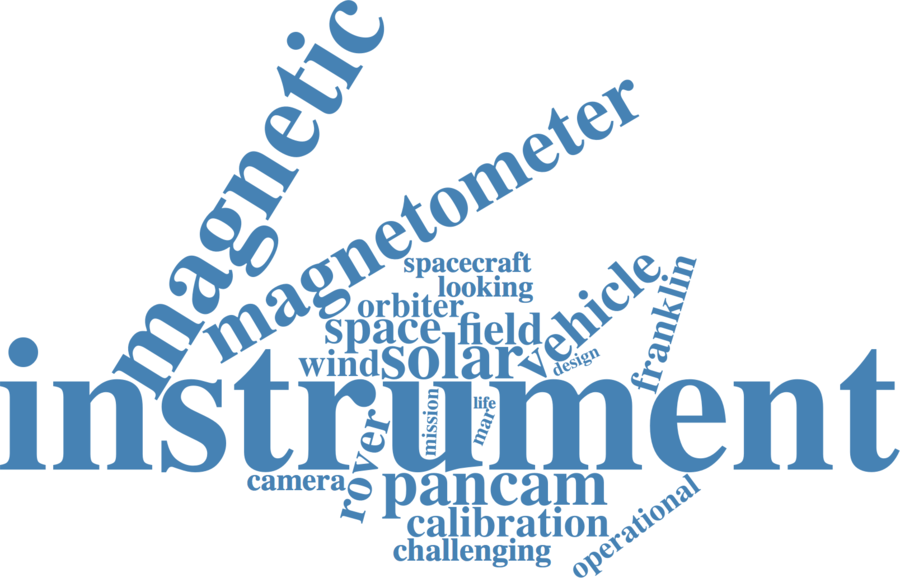 magnetic
magnetometer
spacecraft
looking
orbiter
vehicle
franklin
space field
wind solar
design
instrument
mission
life
mar
rover
camera
pancam
calibration
operational
challenging